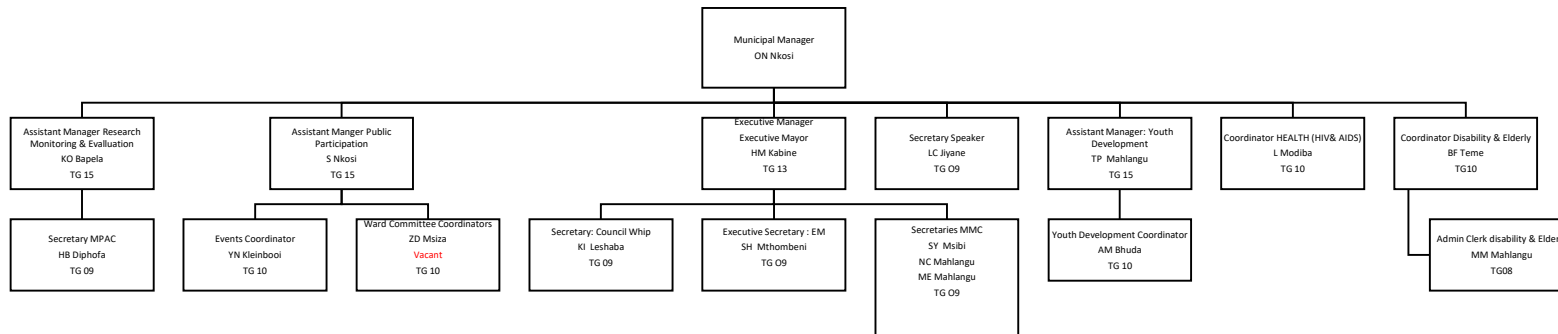 Municipal Manager
ON Nkosi
Assistant Manager Research
Monitoring & Evaluation
KO Bapela
TG 15
Assistant Manger Public
Participation
S Nkosi
TG 15
Executive Manager
Executive Mayor
HM Kabine
TG 13
Secretary Speaker
LC Jiyane
TG O9
Assistant Manager: Youth
Development
TP Mahlangu
TG 15
Coordinator HEALTH (HIV& AIDS)
L Modiba
TG 10
Coordinator Disability & Elderly
BF Teme
TG10
Secretary MPAC
HB Diphofa
TG 09
Events Coordinator
YN Kleinbooi
TG 10
Ward Committee Coordinators
ZD Msiza
Vacant
TG 10
Secretary: Council Whip
KI Leshaba
TG 09
Executive Secretary : EM
SH Mthombeni
TG O9
Secretaries MMC
SY Msibi
NC Mahlangu
ME Mahlangu
TG O9
Youth Development Coordinator
AM Bhuda
TG 10
Admin Clerk disability & Elder
MM Mahlangu
TG08